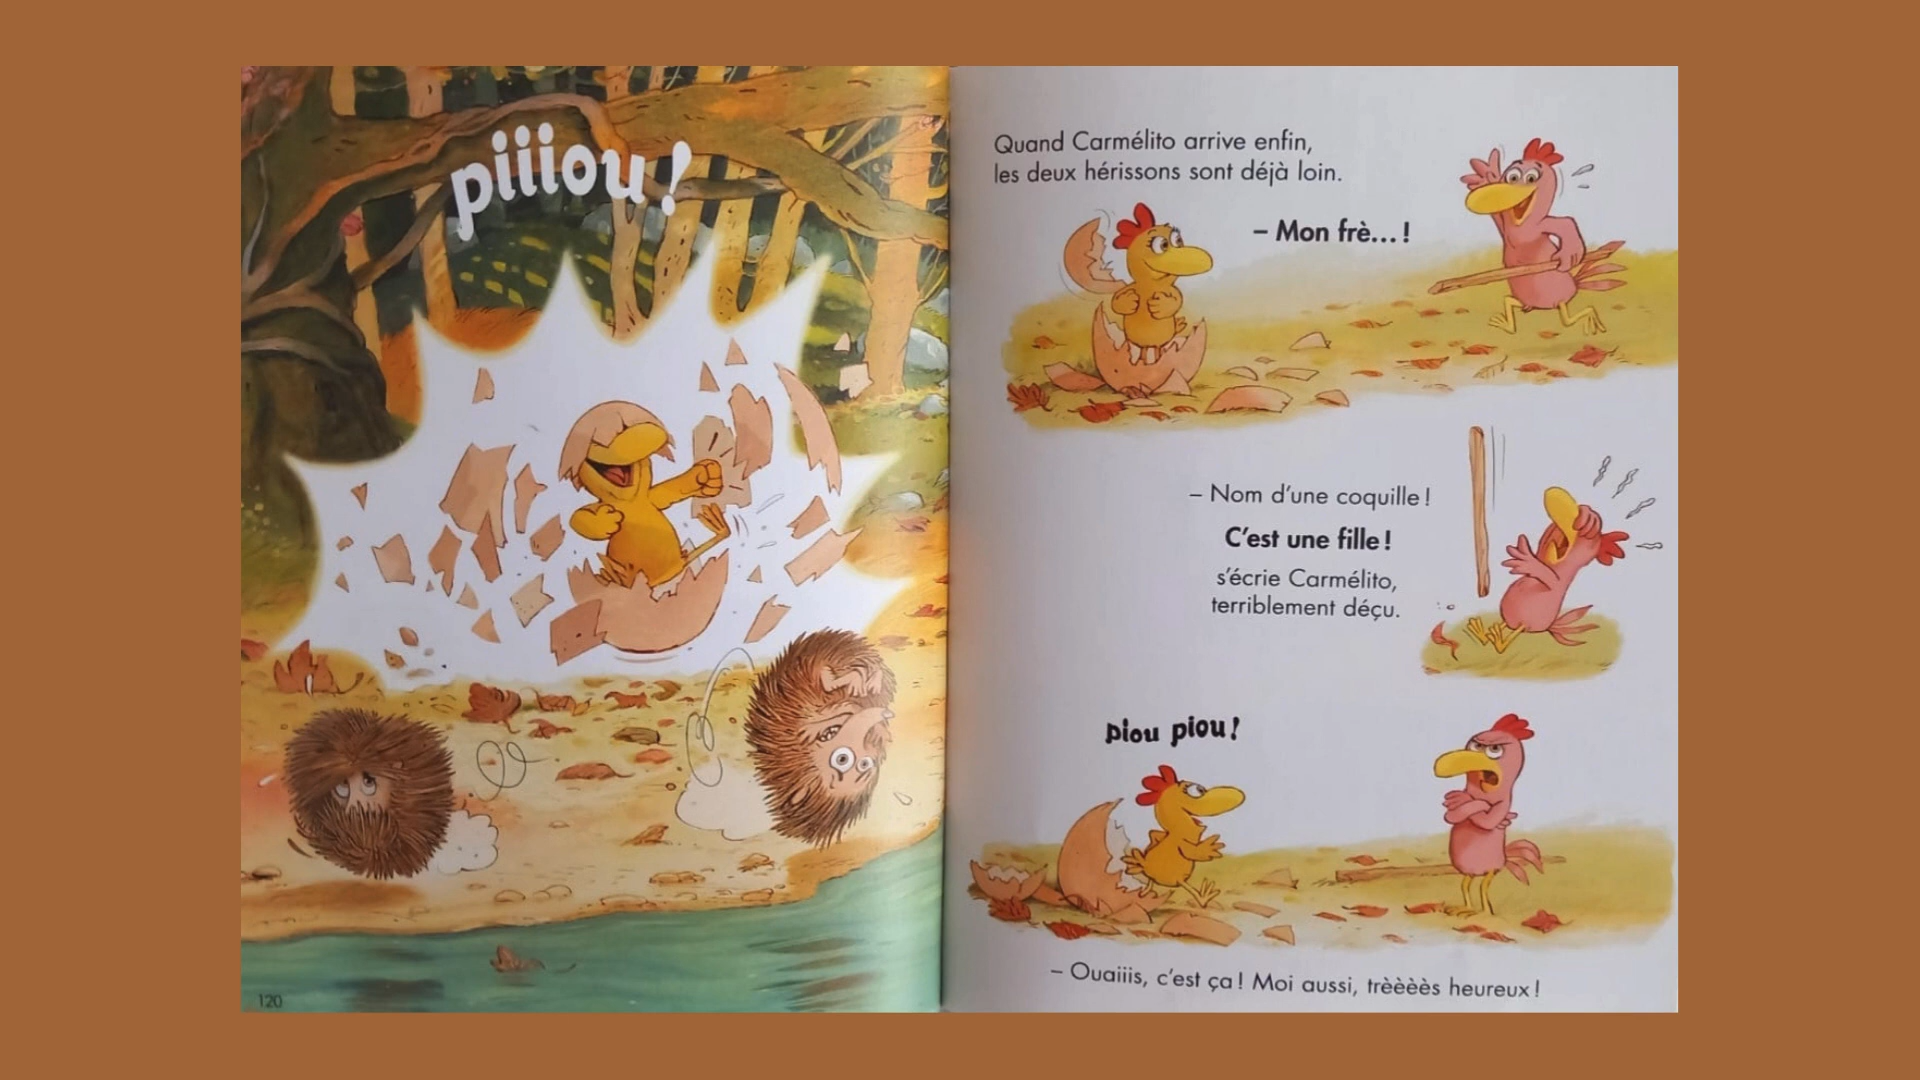 piiiou !
120
Quand Carmélito arrive enfin,
les deux hérissons sont déjà loin.
– Mon frè... !
– Nom d'une coquille !
C'est une fille !
s'écrie Carmélito,
terriblement déçu.
piou piou !
– Ouaiiis, c'est ça ! Moi aussi, trèèèès heureux !